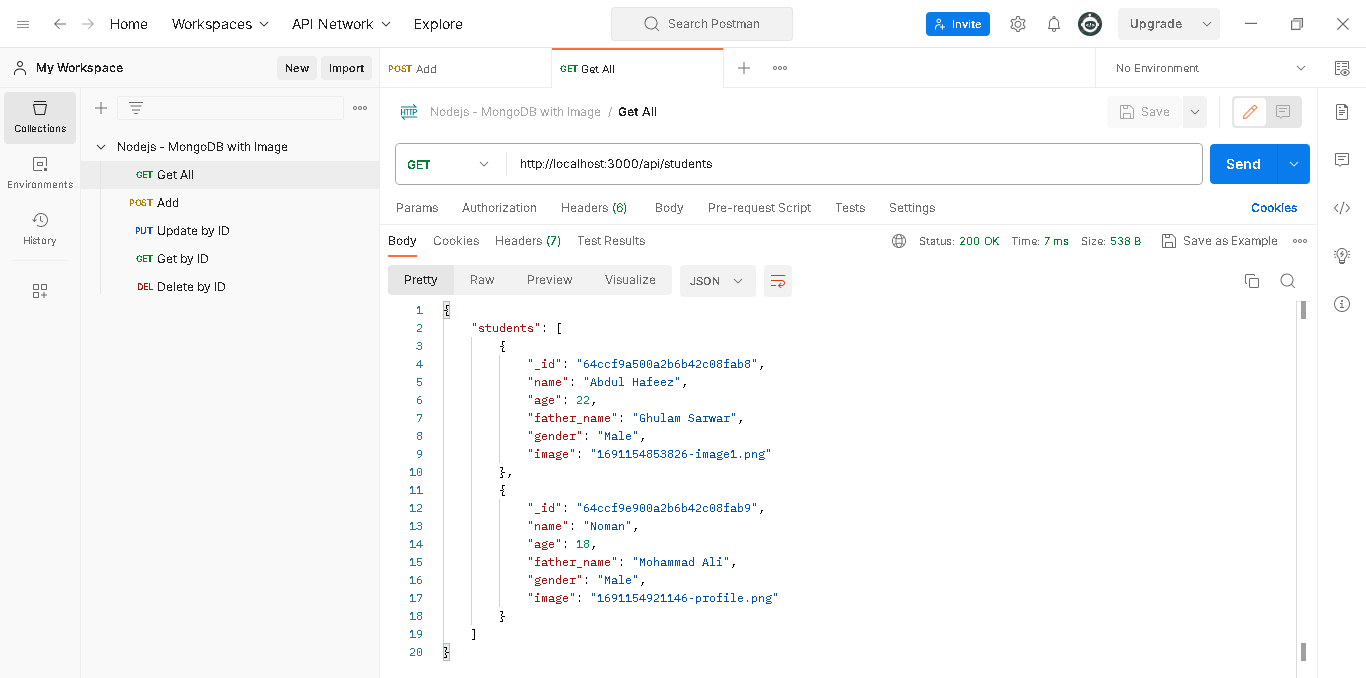 Home Workspaces API Network Explore Search Postman Invite Upgrade
My Workspace New Import POST Add GET Get All No Environment
Collections
Environments
History
Nodejs - MongoDB with Image
GET Get All
POST Add
PUT Update by ID
GET Get by ID
DEL Delete by ID
HTTP Nodejs - MongoDB with Image / Get All Save
GET http://localhost:3000/api/students Send
Params Authorization Headers (6) Body Pre-request Script Tests Settings Cookies
Body Cookies Headers (7) Test Results Status: 200 OK Time: 7 ms Size: 538 B Save as Example
Pretty Raw Preview Visualize JSON
1 {
2 "students": [
3 {
4 "_id": "64ccf9a500a2b6b42c08fab8",
5 "name": "Abdul Hafeez",
6 "age": 22,
7 "father_name": "Ghulam Sarwar",
8 "gender": "Male",
9 "image": "1691154853826-image1.png"
10 },
11 {
12 "_id": "64ccf9e900a2b6b42c08fab9",
13 "name": "Noman",
14 "age": 18,
15 "father_name": "Mohammad Ali",
16 "gender": "Male",
17 "image": "1691154921146-profile.png"
18 }
19 ]
20 }